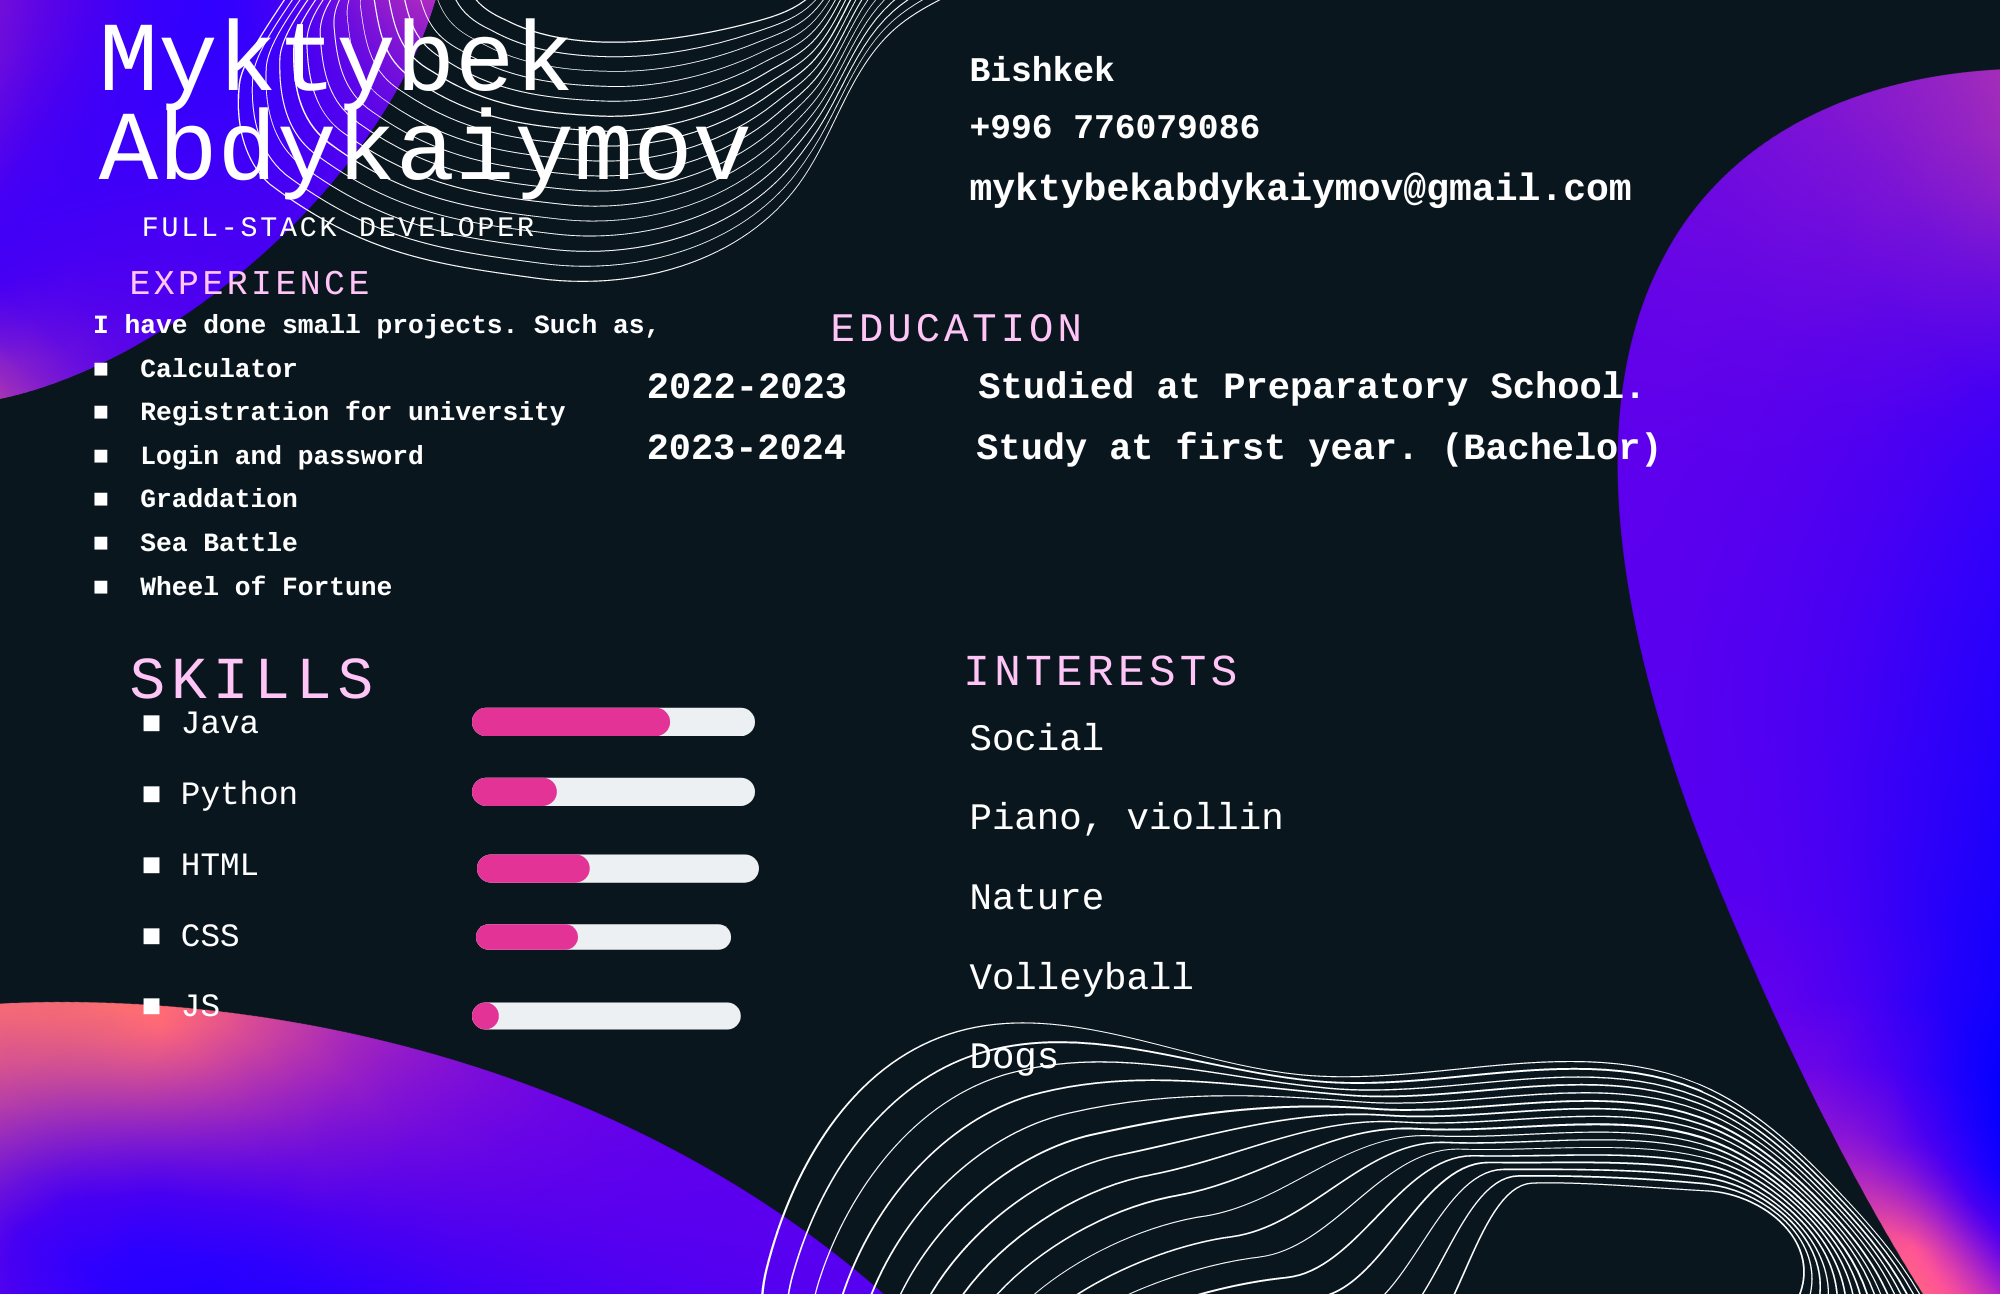 Myktybek
Abdykaiymov
FULL-STACK DEVELOPER
Bishkek
+996 776079086
myktybekabdykaiymov@gmail.com
EXPERIENCE
I have done small projects. Such as,
■ Calculator
■ Registration for university
■ Login and password
■ Graddation
■ Sea Battle
■ Wheel of Fortune
EDUCATION
2022-2023 Studied at Preparatory School.
2023-2024 Study at first year. (Bachelor)
SKILLS
■ Java
■ Python
■ HTML
■ CSS
■ JS
INTERESTS
Social
Piano, viollin
Nature
Volleyball
Dogs